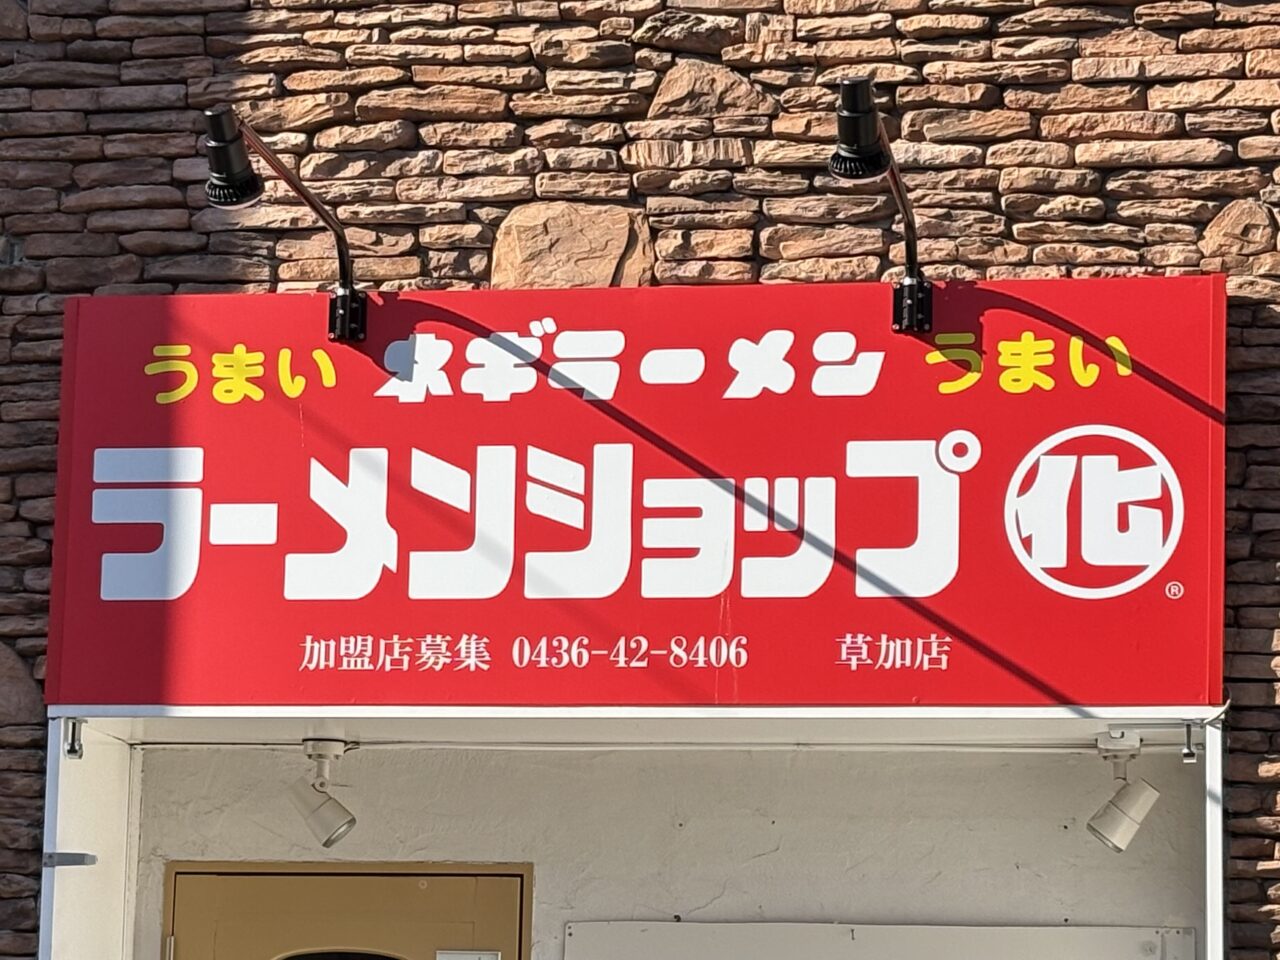 うまい ネギラーメン うまい
ラーメンショップ 化 ®
加盟店募集 0436-42-8406 草加店